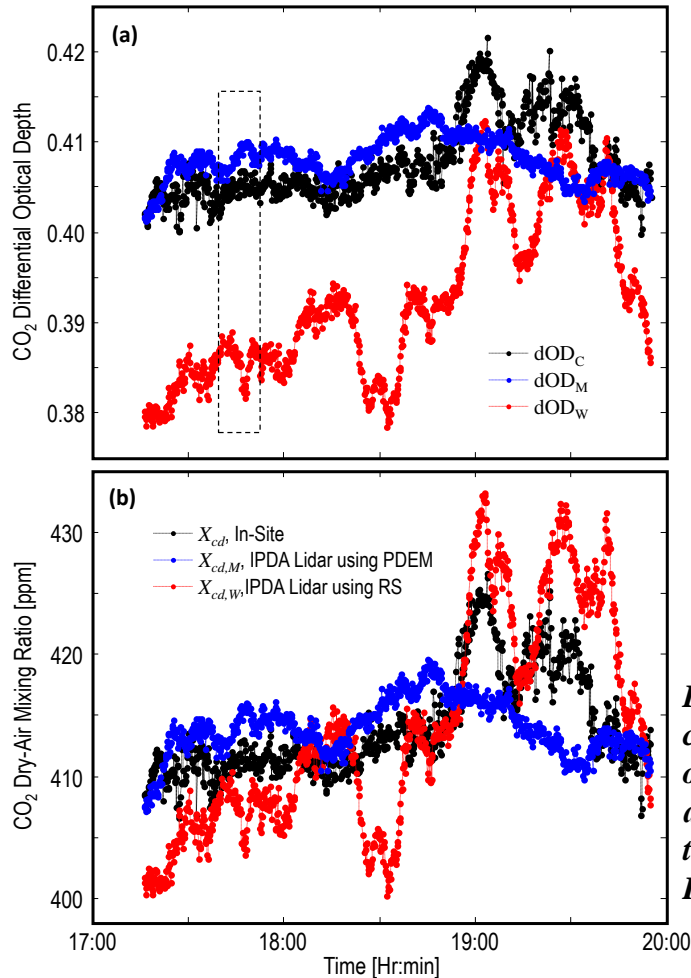 (a)
0.42
0.41
0.40
0.39
0.38
CO2 Differential Optical Depth
dODC
dODM
dODW
(b)
430
420
410
400
CO2 Dry-Air Mixing Ratio [ppm]
Xcd, In-Site
Xcd,M, IPDA Lidar using PDEM
Xcd,W,IPDA Lidar using RS
17:00 18:00 19:00 20:00
Time [Hr:min]